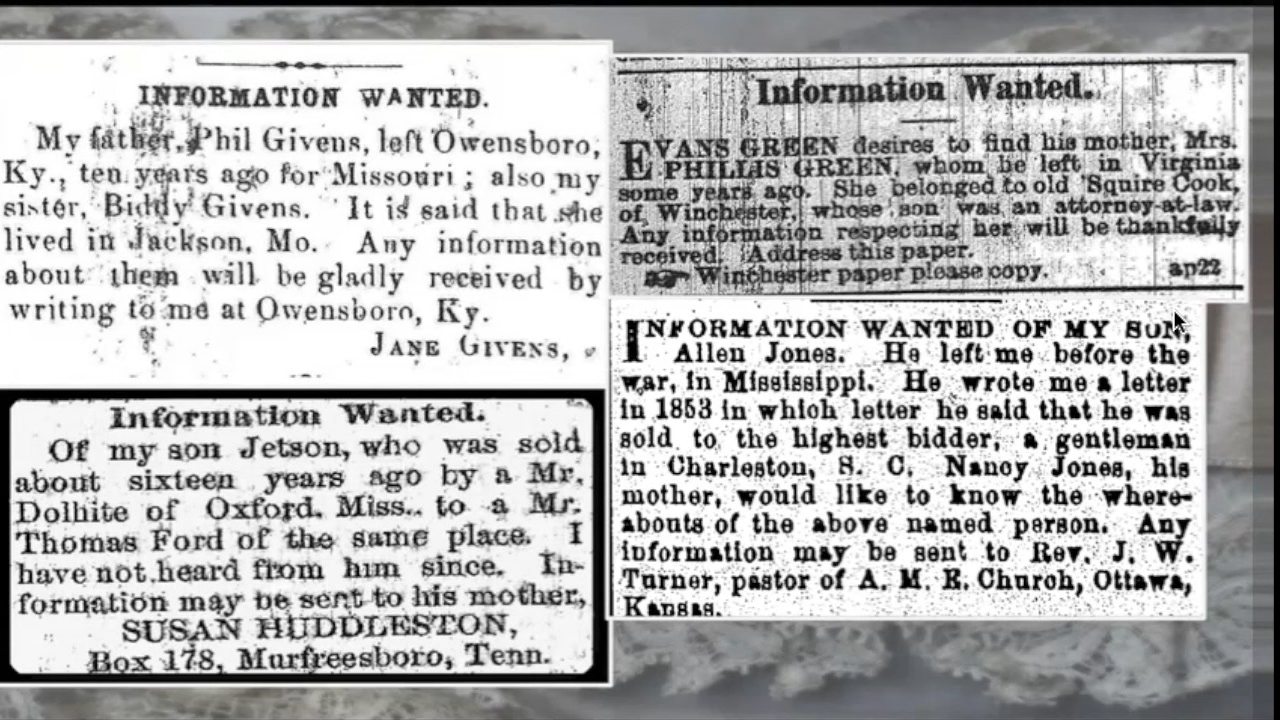 INFORMATION WANTED.
My father, Phil Givens, left Owensboro,
Ky., ten years ago for Missouri; also my
sister, Biddy Givens. It is said that she
lived in Jackson, Mo. Any information
about them will be gladly received by
writing to me at Owensboro, Ky.
JANE GIVENS,
Information Wanted.
Of my son Jetson, who was sold
about sixteen years ago by a Mr.
Dolhite of Oxford, Miss., to a Mr.
Thomas Ford of the same place. I
have not heard from him since. In-
formation may be sent to his mother,
SUSAN HUDDLESTON,
Box 178, Murfreesboro, Tenn.
Information Wanted.
EVANS GREEN desires to find his mother, Mrs.
PHILLIS GREEN, whom he left in Virginia
some years ago. She belonged to old 'Squire Cook,
of Winchester, whose son was an attorney-at-law.
Any information respecting her will be thankfully
received. Address this paper.
☞ Winchester paper please copy. ap22
INFORMATION WANTED OF MY SON,
Allen Jones. He left me before the
war, in Mississippi. He wrote me a letter
in 1853 in which letter he said that he was
sold to the highest bidder, a gentleman
in Charleston, S. C. Nancy Jones, his
mother, would like to know the where-
abouts of the above named person. Any
information may be sent to Rev. J. W.
Turner, pastor of A. M. E. Church, Ottawa,
Kansas.